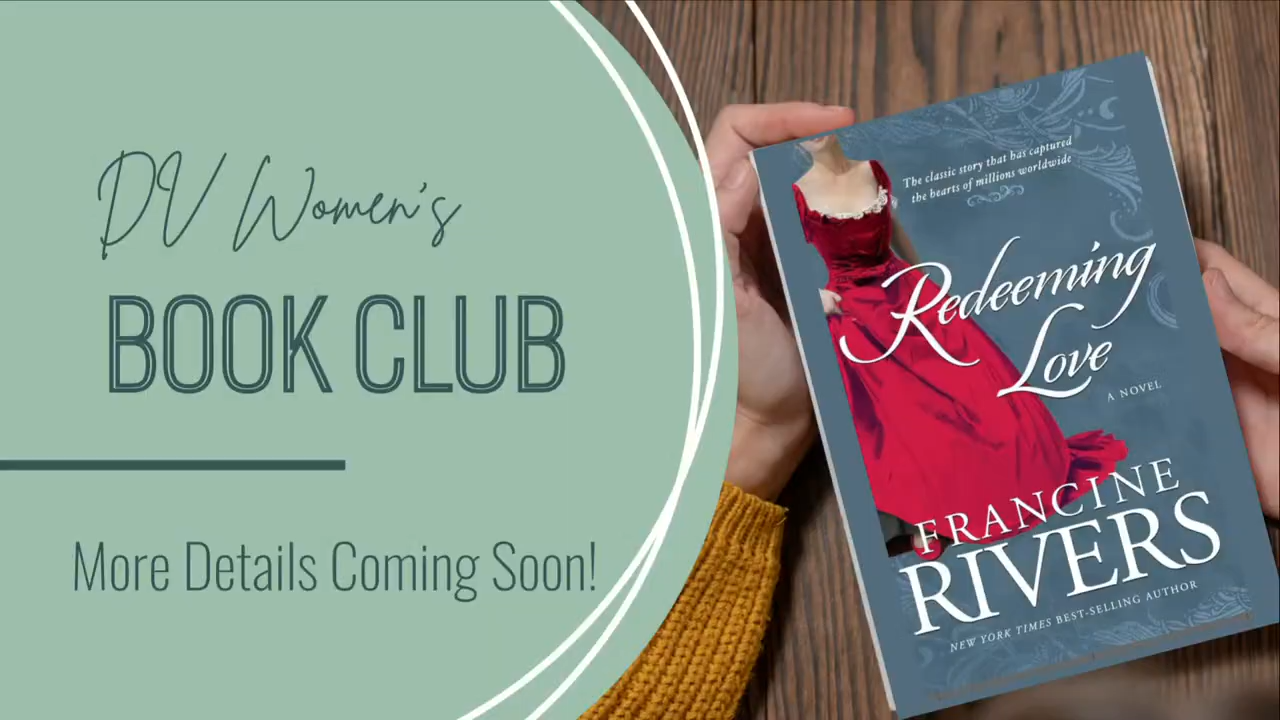 DV Women's
BOOK CLUB
More Details Coming Soon!
The classic story that has captured
the hearts of millions worldwide
Redeeming
Love
A NOVEL
FRANCINE
RIVERS
NEW YORK TIMES BEST-SELLING AUTHOR